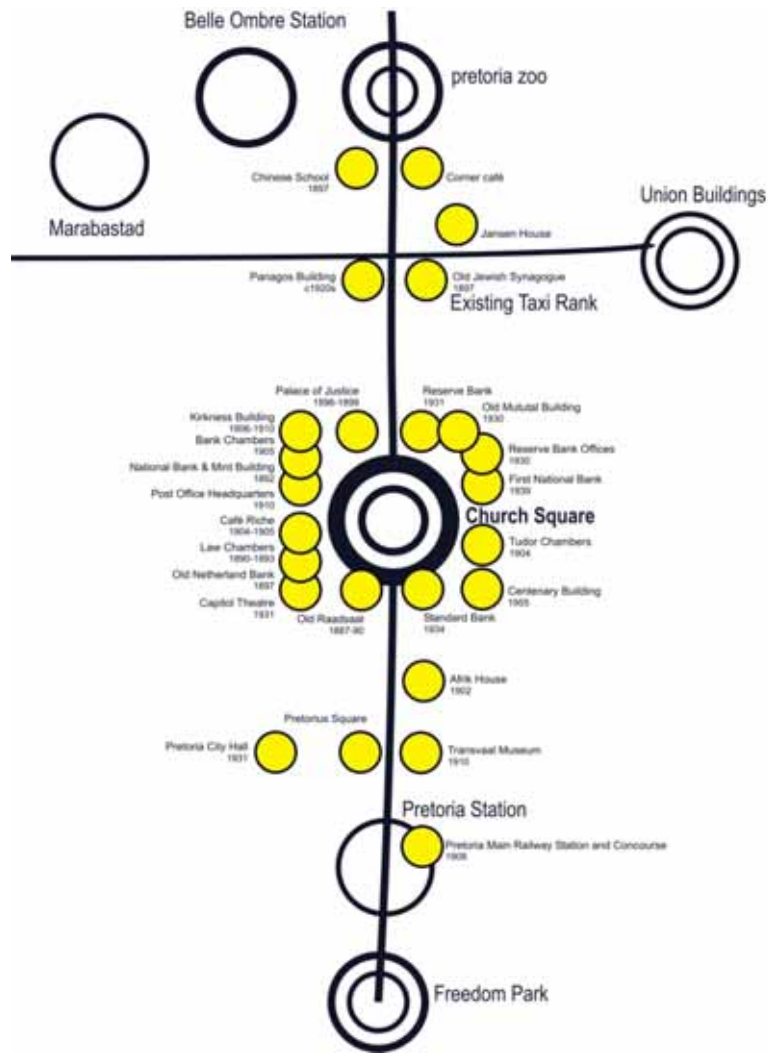 Belle Ombre Station
pretoria zoo
Chinese School
1897
Corner café
Union Buildings
Marabastad
Jansen House
Panagos Building
c1920s
Old Jewish Synagogue
1897
Existing Taxi Rank
Palace of Justice
1896-1899
Reserve Bank
1931
Kirkness Building
Old Mututal Building
1930
Bank Chambers
1905
Reserve Bank Offices
1930
National Bank & Mint Building
1892
First National Bank
1939
Post Office Headquarters
1910
Church Square
Café Riche
1904-1905
Tudor Chambers
1904
Law Chambers
1890-1893
Old Netherland Bank
1897
Centenary Building
Capitol Theatre
1931
Old Raadsaal
1887-90
Standard Bank
1934
Afrik House
1902
Pretorius Square
Pretoria City Hall
1931
Transvaal Museum
1910
Pretoria Station
Pretoria Main Railway Station and Concourse
Freedom Park